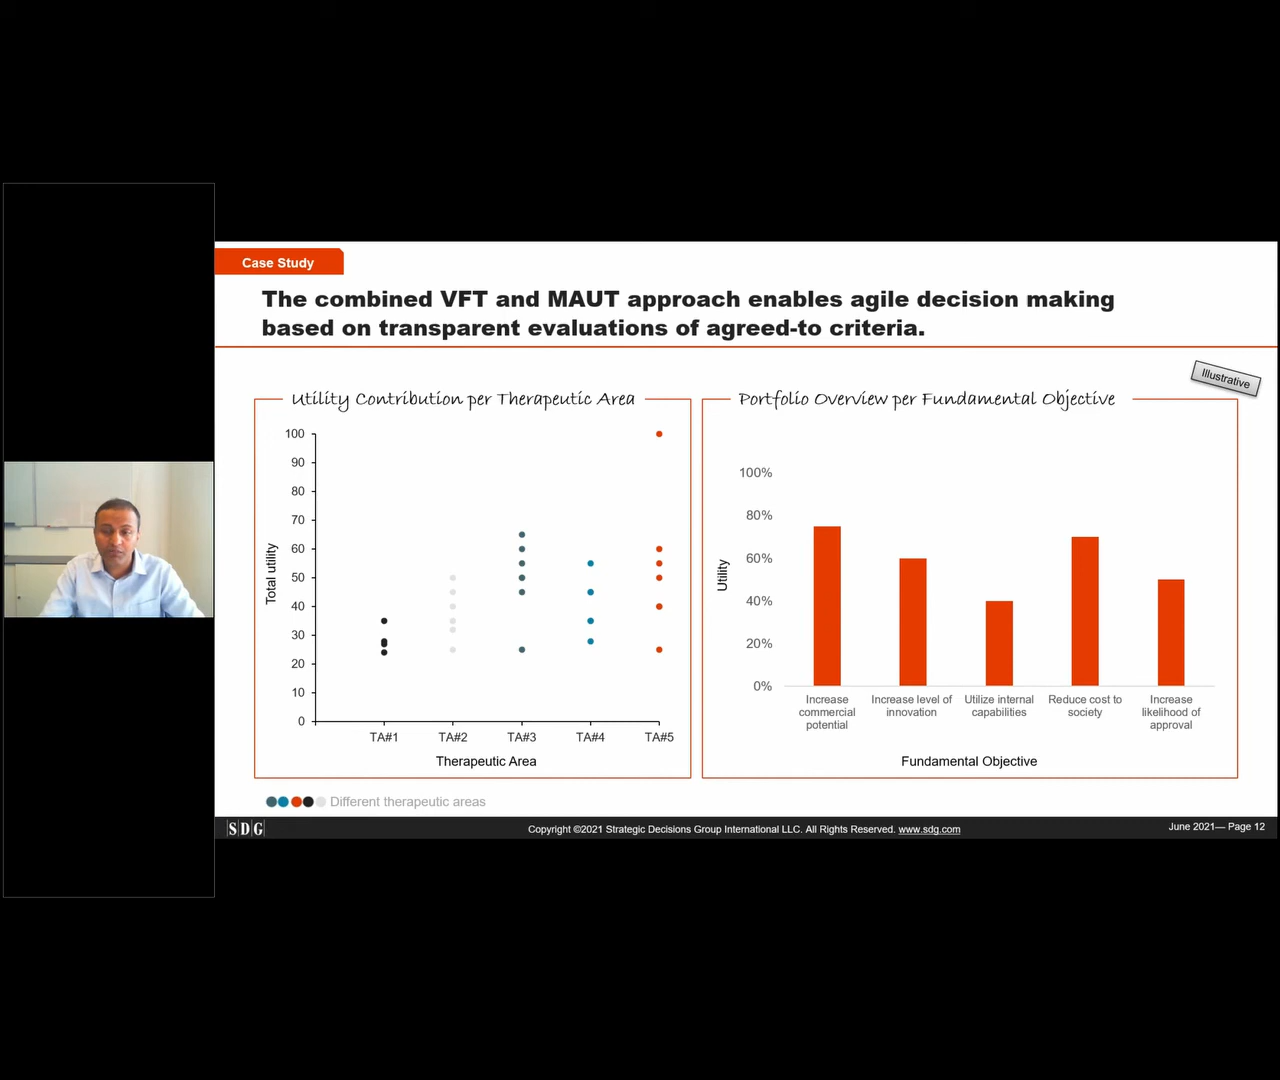 Case Study
The combined VFT and MAUT approach enables agile decision making
based on transparent evaluations of agreed-to criteria.
Illustrative
Utility Contribution per Therapeutic Area
100
90
80
70
60
50
40
30
20
10
0
Total utility
TA#1 TA#2 TA#3 TA#4 TA#5
Therapeutic Area
Portfolio Overview per Fundamental Objective
100%
80%
60%
40%
20%
0%
Utility
Increase
commercial
potential
Increase level of
innovation
Utilize internal
capabilities
Reduce cost to
society
Increase
likelihood of
approval
Fundamental Objective
Different therapeutic areas
SDG
Copyright ©2021 Strategic Decisions Group International LLC. All Rights Reserved. www.sdg.com
June 2021— Page 12